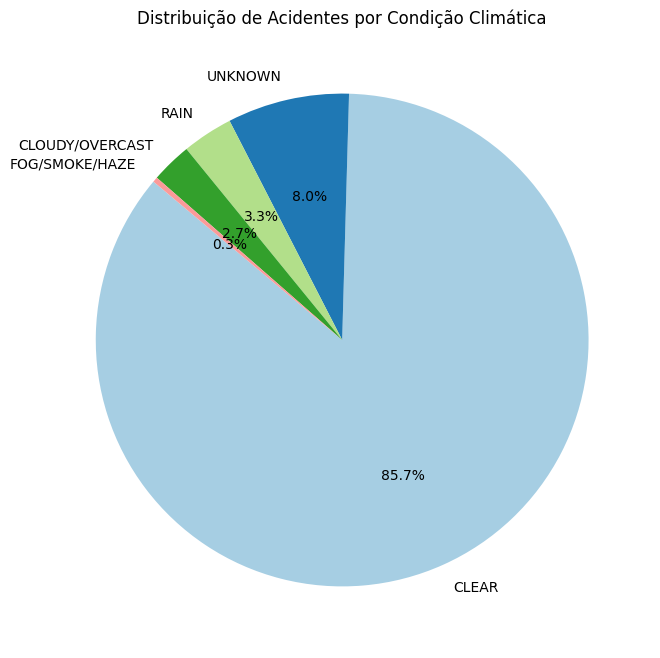 Distribuição de Acidentes por Condição Climática
UNKNOWN
RAIN
CLOUDY/OVERCAST
FOG/SMOKE/HAZE
8.0%
3.3%
2.7%
0.3%
85.7%
CLEAR